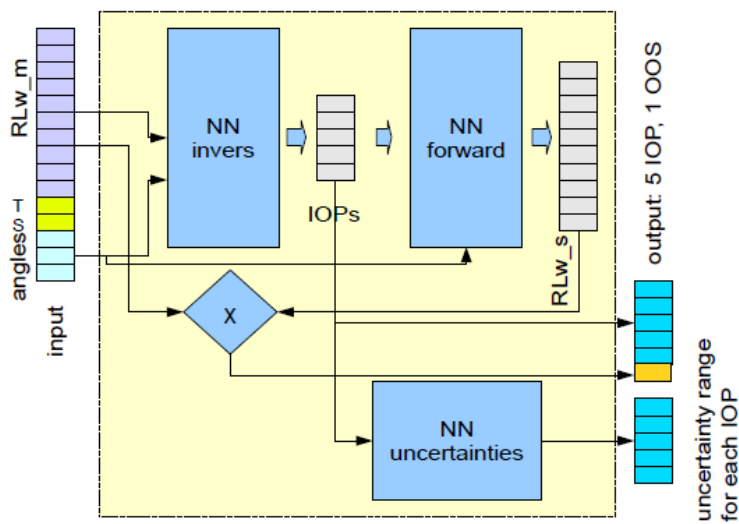 RLw_m
T
S
angles
input
NN
invers
IOPs
NN
forward
RLw_s
X
NN
uncertainties
output: 5 IOP, 1 OOS
uncertainty range
for each IOP